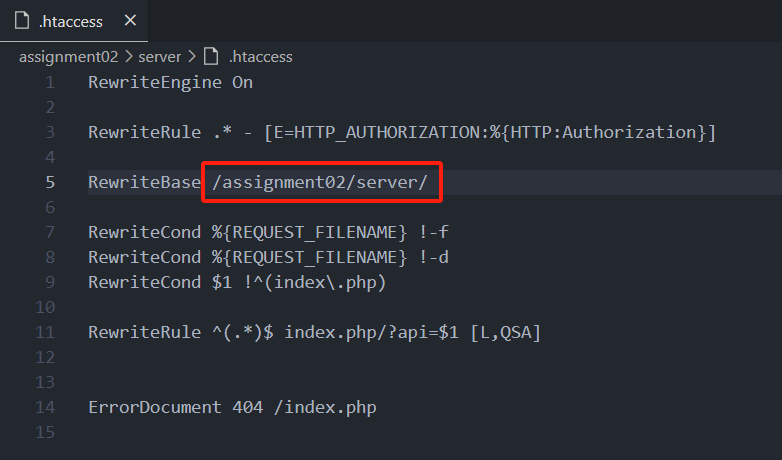 .htaccess ×
assignment02 > server > .htaccess
1 RewriteEngine On
2
3 RewriteRule .* - [E=HTTP_AUTHORIZATION:%{HTTP:Authorization}]
4
5 RewriteBase /assignment02/server/
6
7 RewriteCond %{REQUEST_FILENAME} !-f
8 RewriteCond %{REQUEST_FILENAME} !-d
9 RewriteCond $1 !^(index\.php)
10
11 RewriteRule ^(.*)$ index.php/?api=$1 [L,QSA]
12
13
14 ErrorDocument 404 /index.php
15